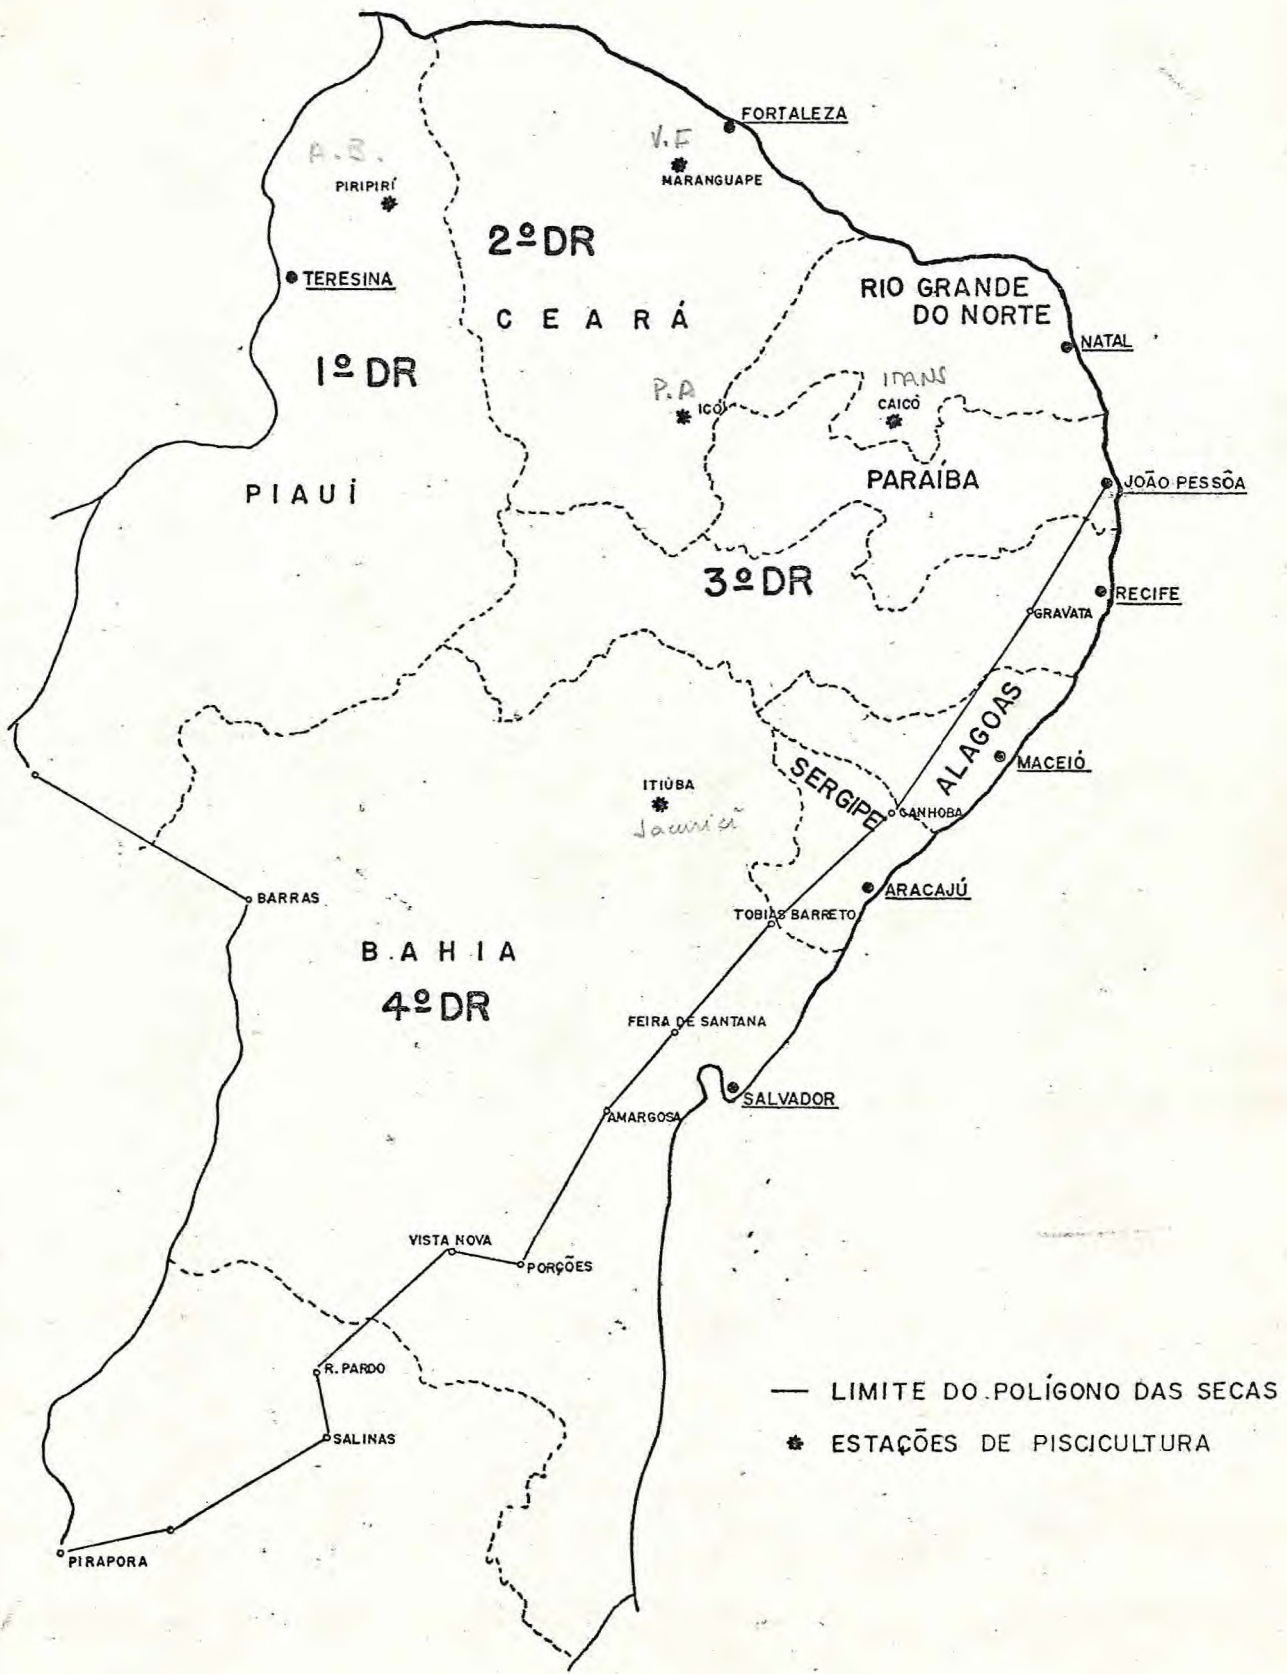 FORTALEZA
V.F
MARANGUAPE
A.B.
PIRIPIRÍ
2º DR
TERESINA
CEARÁ
RIO GRANDE
DO NORTE
NATAL
1º DR
P.A
ICÓ
ITANS
CAICÓ
PIAUÍ
PARAÍBA
JOÃO PESSÔA
3º DR
RECIFE
GRAVATA
ALAGOAS
MACEIÓ
SERGIPE
ITIÚBA
Jacurici
CANHOBA
BARRAS
ARACAJÚ
TOBIAS BARRETO
BAHIA
4º DR
FEIRA DE SANTANA
SALVADOR
AMARGOSA
VISTA NOVA
PORÇÕES
R. PARDO
LIMITE DO POLÍGONO DAS SECAS
SALINAS
ESTAÇÕES DE PISCICULTURA
PIRAPORA